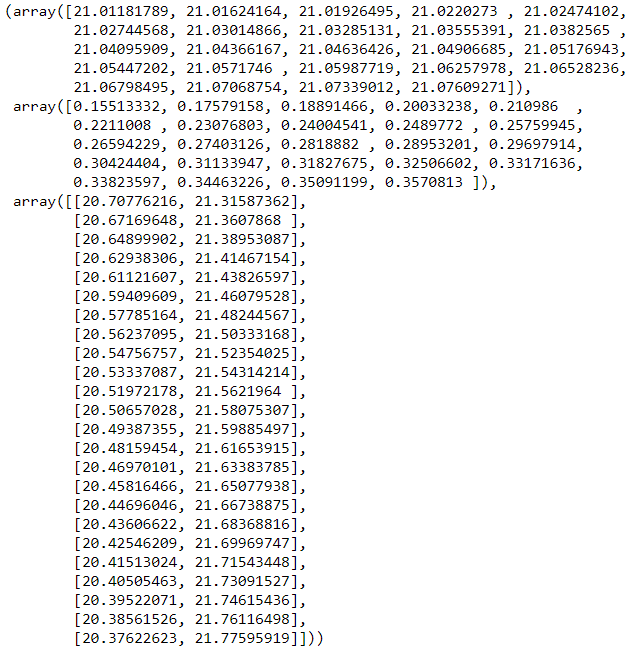 (array([21.01181789, 21.01624164, 21.01926495, 21.0220273 , 21.02474102,
21.02744568, 21.03014866, 21.03285131, 21.03555391, 21.0382565 ,
21.04095909, 21.04366167, 21.04636426, 21.04906685, 21.05176943,
21.05447202, 21.0571746 , 21.05987719, 21.06257978, 21.06528236,
21.06798495, 21.07068754, 21.07339012, 21.07609271]),
array([0.15513332, 0.17579158, 0.18891466, 0.20033238, 0.210986  ,
0.2211008 , 0.23076803, 0.24004541, 0.2489772 , 0.25759945,
0.26594229, 0.27403126, 0.2818882 , 0.28953201, 0.29697914,
0.30424404, 0.31133947, 0.31827675, 0.32506602, 0.33171636,
0.33823597, 0.34463226, 0.35091199, 0.3570813 ]),
array([[20.70776216, 21.31587362],
[20.67169648, 21.3607868 ],
[20.64899902, 21.38953087],
[20.62938306, 21.41467154],
[20.61121607, 21.43826597],
[20.59409609, 21.46079528],
[20.57785164, 21.48244567],
[20.56237095, 21.50333168],
[20.54756757, 21.52354025],
[20.53337087, 21.54314214],
[20.51972178, 21.5621964 ],
[20.50657028, 21.58075307],
[20.49387355, 21.59885497],
[20.48159454, 21.61653915],
[20.46970101, 21.63383785],
[20.45816466, 21.65077938],
[20.44696046, 21.66738875],
[20.43606622, 21.68368816],
[20.42546209, 21.69969747],
[20.41513024, 21.71543448],
[20.40505463, 21.73091527],
[20.39522071, 21.74615436],
[20.38561526, 21.76116498],
[20.37622623, 21.77595919]]))